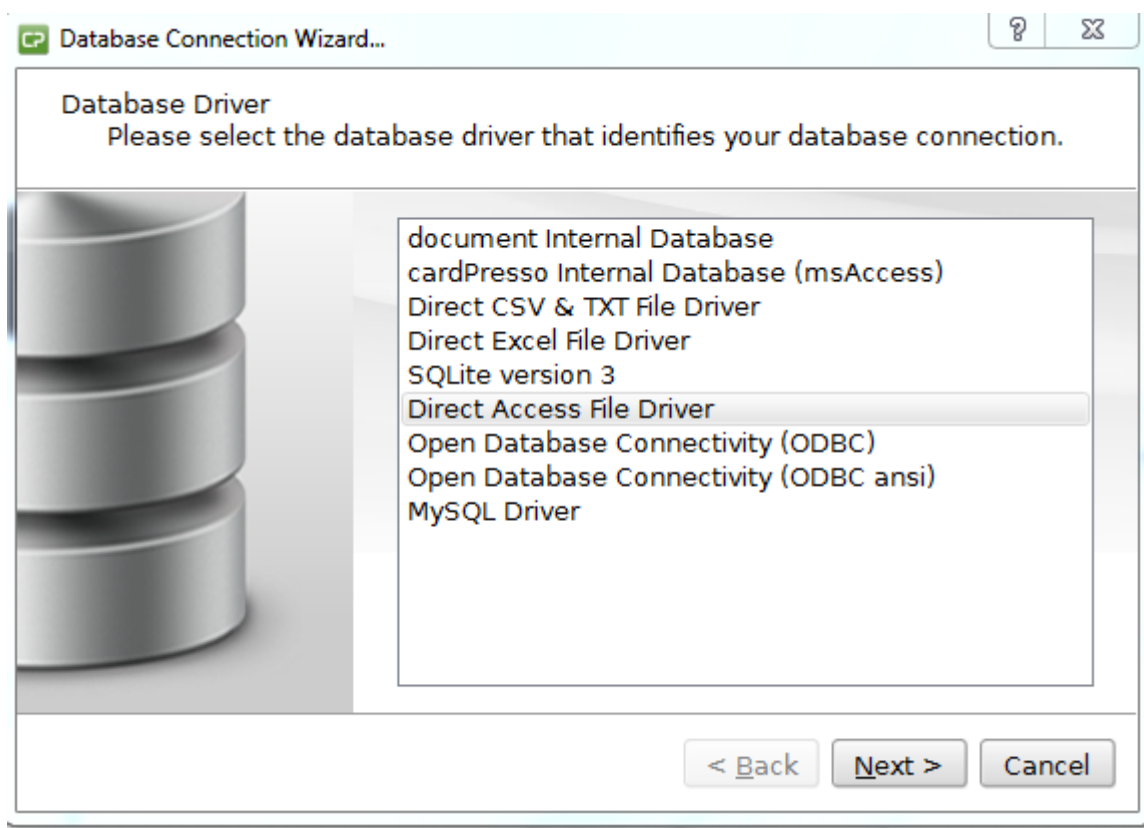 CP Database Connection Wizard...
Database Driver
Please select the database driver that identifies your database connection.
document Internal Database
cardPresso Internal Database (msAccess)
Direct CSV & TXT File Driver
Direct Excel File Driver
SQLite version 3
Direct Access File Driver
Open Database Connectivity (ODBC)
Open Database Connectivity (ODBC ansi)
MySQL Driver
< Back Next > Cancel